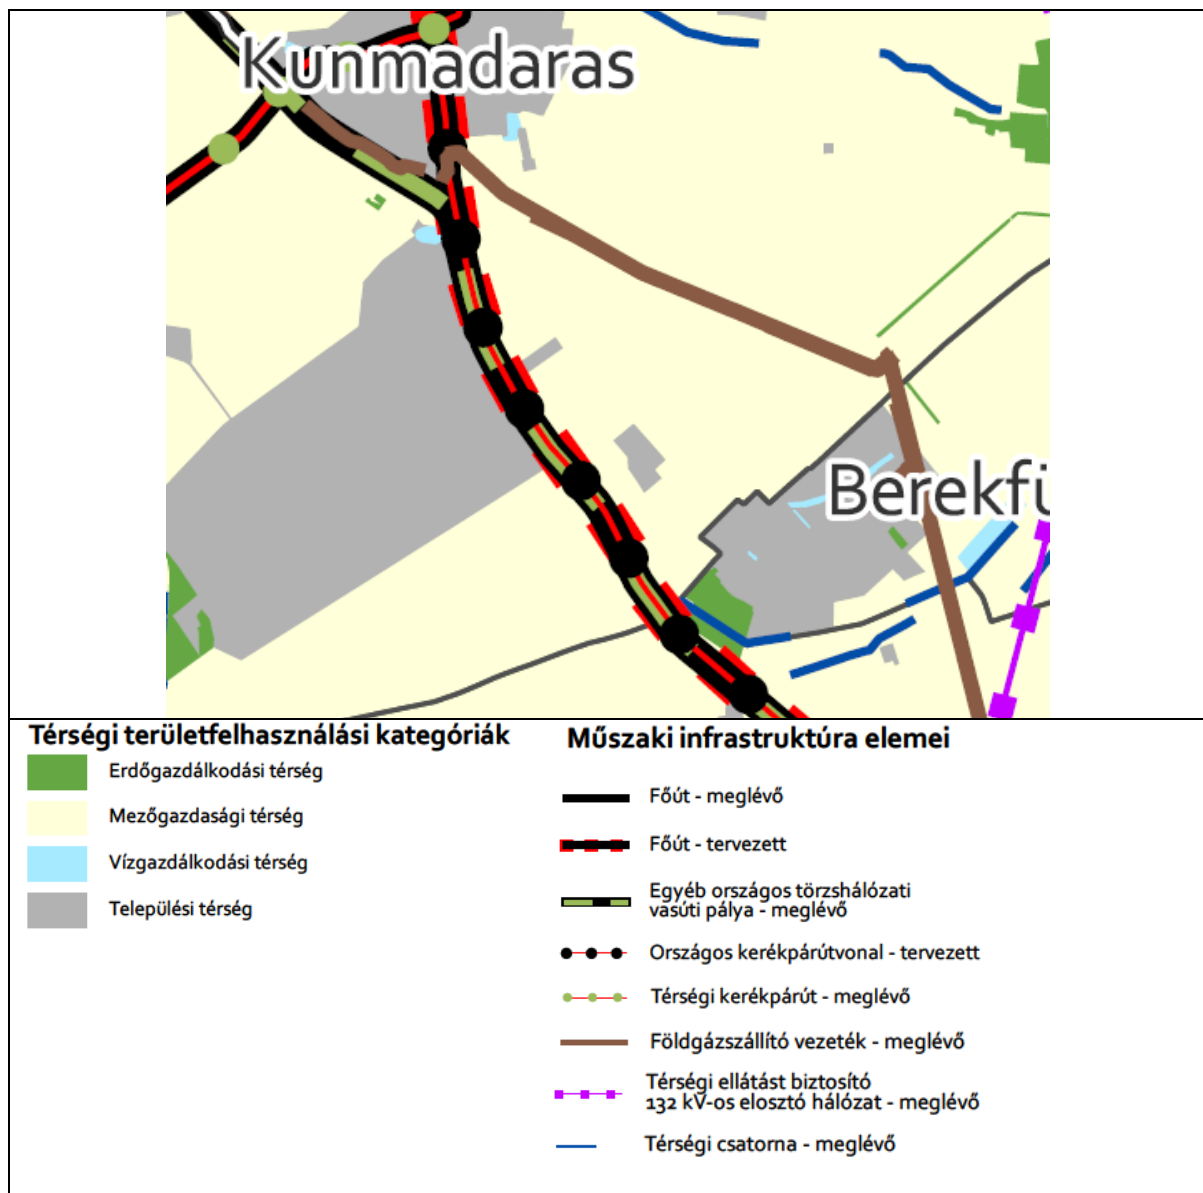 Kunmadaras
Berekfü
Térségi területfelhasználási kategóriák
Erdőgazdálkodási térség
Mezőgazdasági térség
Vízgazdálkodási térség
Települési térség
Műszaki infrastruktúra elemei
Főút - meglévő
Főút - tervezett
Egyéb országos törzshálózati
vasúti pálya - meglévő
Országos kerékpárútvonal - tervezett
Térségi kerékpárút - meglévő
Földgázszállító vezeték - meglévő
Térségi ellátást biztosító
132 kV-os elosztó hálózat - meglévő
Térségi csatorna - meglévő